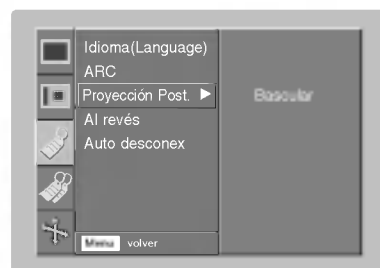 Idioma(Language)
ARC
Proyección Post. ▶
Al revés
Auto desconex
Bascular
Menu volver